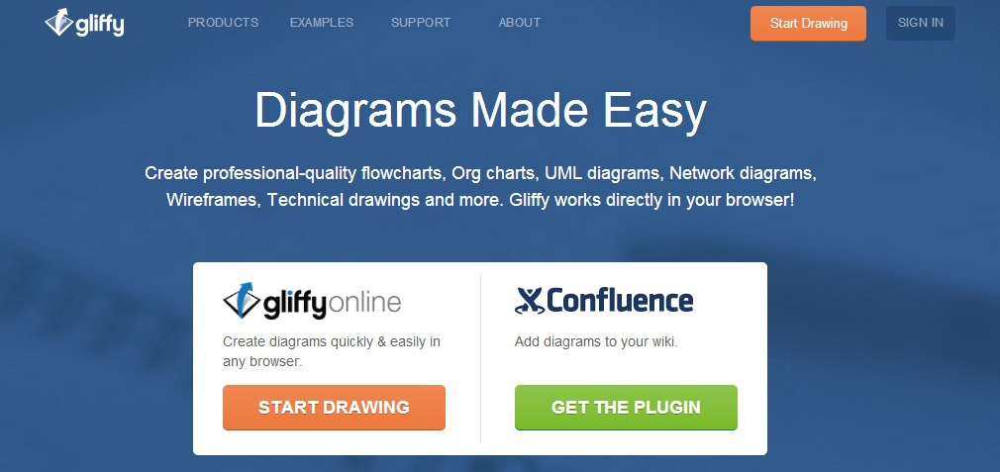 gliffy
PRODUCTS
EXAMPLES
SUPPORT
ABOUT
Start Drawing
SIGN IN
Diagrams Made Easy
Create professional-quality flowcharts, Org charts, UML diagrams, Network diagrams,
Wireframes, Technical drawings and more. Gliffy works directly in your browser!
gliffyonline
Create diagrams quickly & easily in
any browser.
START DRAWING
Confluence
Add diagrams to your wiki.
GET THE PLUGIN